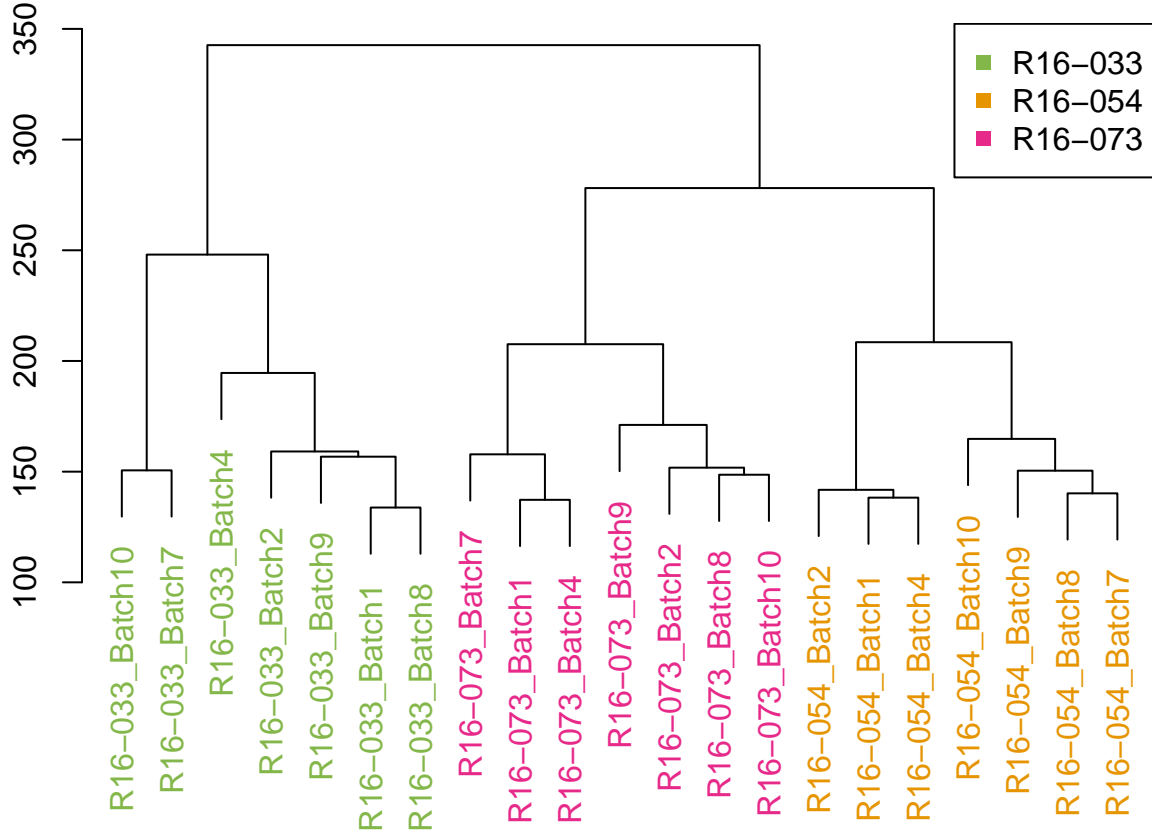 350
300
250
200
150
100
R16−033
R16−054
R16−073
R16−033_Batch10
R16−033_Batch7
R16−033_Batch4
R16−033_Batch2
R16−033_Batch9
R16−033_Batch1
R16−033_Batch8
R16−073_Batch7
R16−073_Batch1
R16−073_Batch4
R16−073_Batch9
R16−073_Batch2
R16−073_Batch8
R16−073_Batch10
R16−054_Batch2
R16−054_Batch1
R16−054_Batch4
R16−054_Batch10
R16−054_Batch9
R16−054_Batch8
R16−054_Batch7